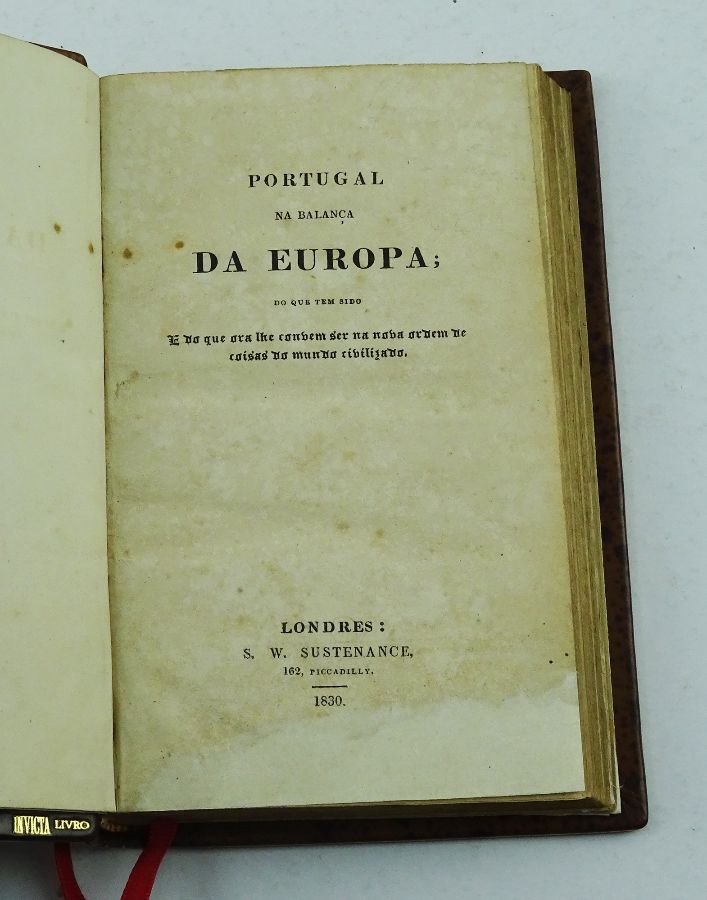 PORTUGAL
NA BALANÇA
DA EUROPA;
DO QUE TEM SIDO
E do que ora lhe convem ser na nova ordem de
coisas do mundo civilizado.
LONDRES:
S. W. SUSTENANCE,
162, PICCADILLY.
1830.
INVICTA LIVRO